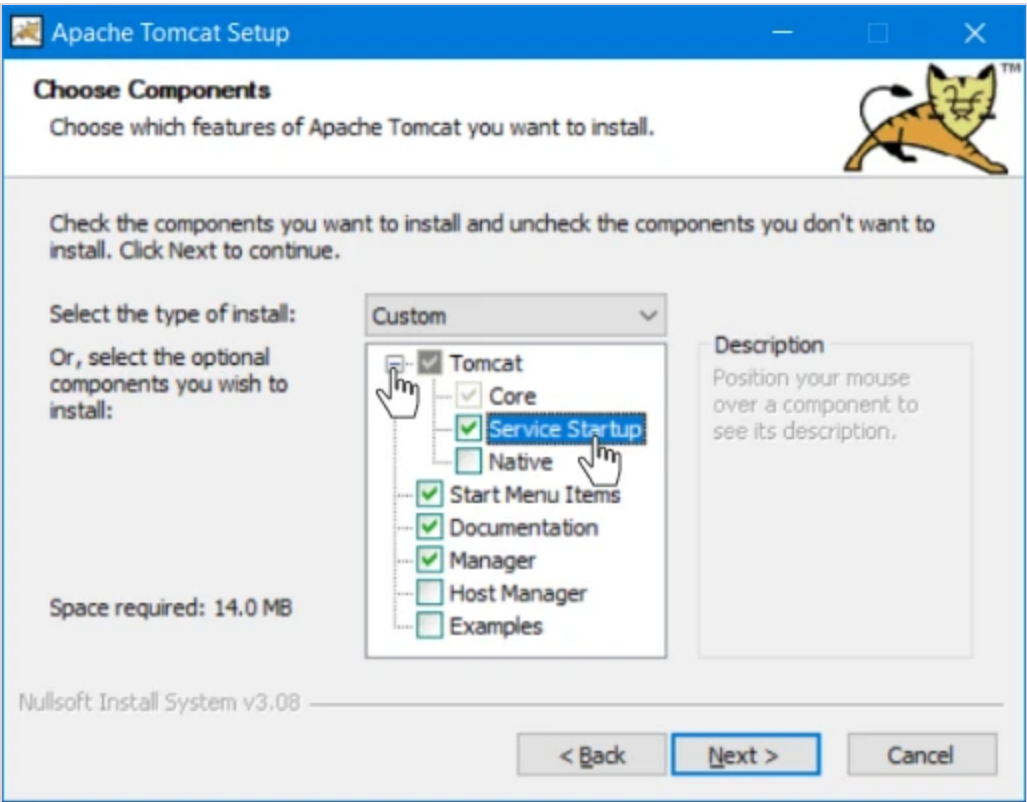 Apache Tomcat Setup
TM
Choose Components
Choose which features of Apache Tomcat you want to install.
Check the components you want to install and uncheck the components you don't want to
install. Click Next to continue.
Select the type of install:
Custom
Or, select the optional
components you wish to
install:
Tomcat
Core
Service Startup
Native
Start Menu Items
Documentation
Manager
Host Manager
Examples
Description
Position your mouse
over a component to
see its description.
Space required: 14.0 MB
Nullsoft Install System v3.08
< Back
Next >
Cancel